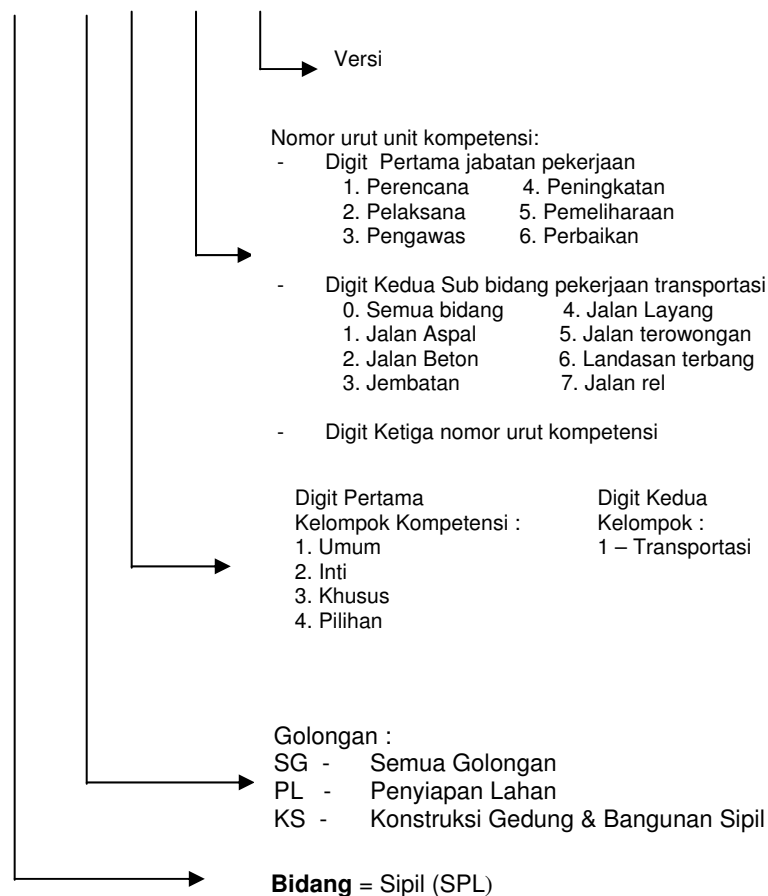 Versi
Nomor urut unit kompetensi:
- Digit Pertama jabatan pekerjaan
1. Perencana 4. Peningkatan
2. Pelaksana 5. Pemeliharaan
3. Pengawas 6. Perbaikan
- Digit Kedua Sub bidang pekerjaan transportasi
0. Semua bidang 4. Jalan Layang
1. Jalan Aspal 5. Jalan terowongan
2. Jalan Beton 6. Landasan terbang
3. Jembatan 7. Jalan rel
- Digit Ketiga nomor urut kompetensi
Digit Pertama Digit Kedua
Kelompok Kompetensi : Kelompok :
1. Umum 1 – Transportasi
2. Inti
3. Khusus
4. Pilihan
Golongan :
SG - Semua Golongan
PL - Penyiapan Lahan
KS - Konstruksi Gedung & Bangunan Sipil
Bidang = Sipil (SPL)